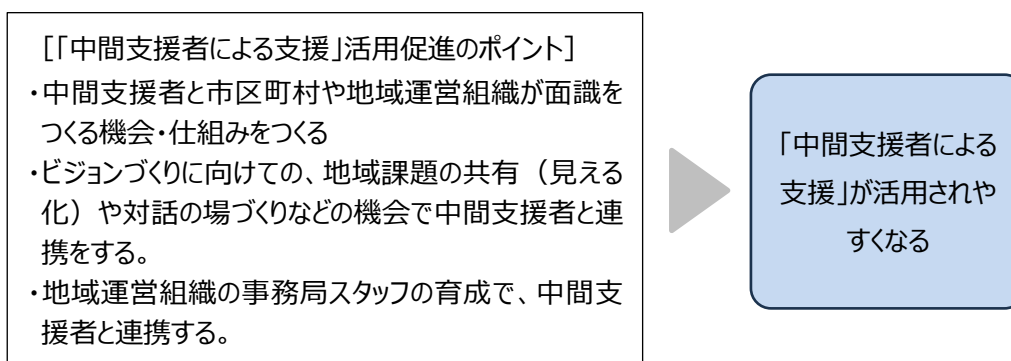 [「中間支援者による支援」活用促進のポイント]
・中間支援者と市区町村や地域運営組織が面識を
つくる機会・仕組みをつくる
・ビジョンづくりに向けての、地域課題の共有（見える
化）や対話の場づくりなどの機会で中間支援者と連
携をする。
・地域運営組織の事務局スタッフの育成で、中間支
援者と連携する。
「中間支援者による
支援」が活用されや
すくなる